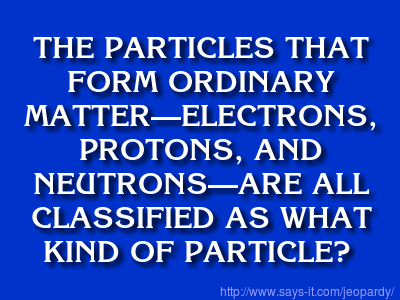 THE PARTICLES THAT
FORM ORDINARY
MATTER—ELECTRONS,
PROTONS, AND
NEUTRONS—ARE ALL
CLASSIFIED AS WHAT
KIND OF PARTICLE?
http://www.says-it.com/jeopardy/